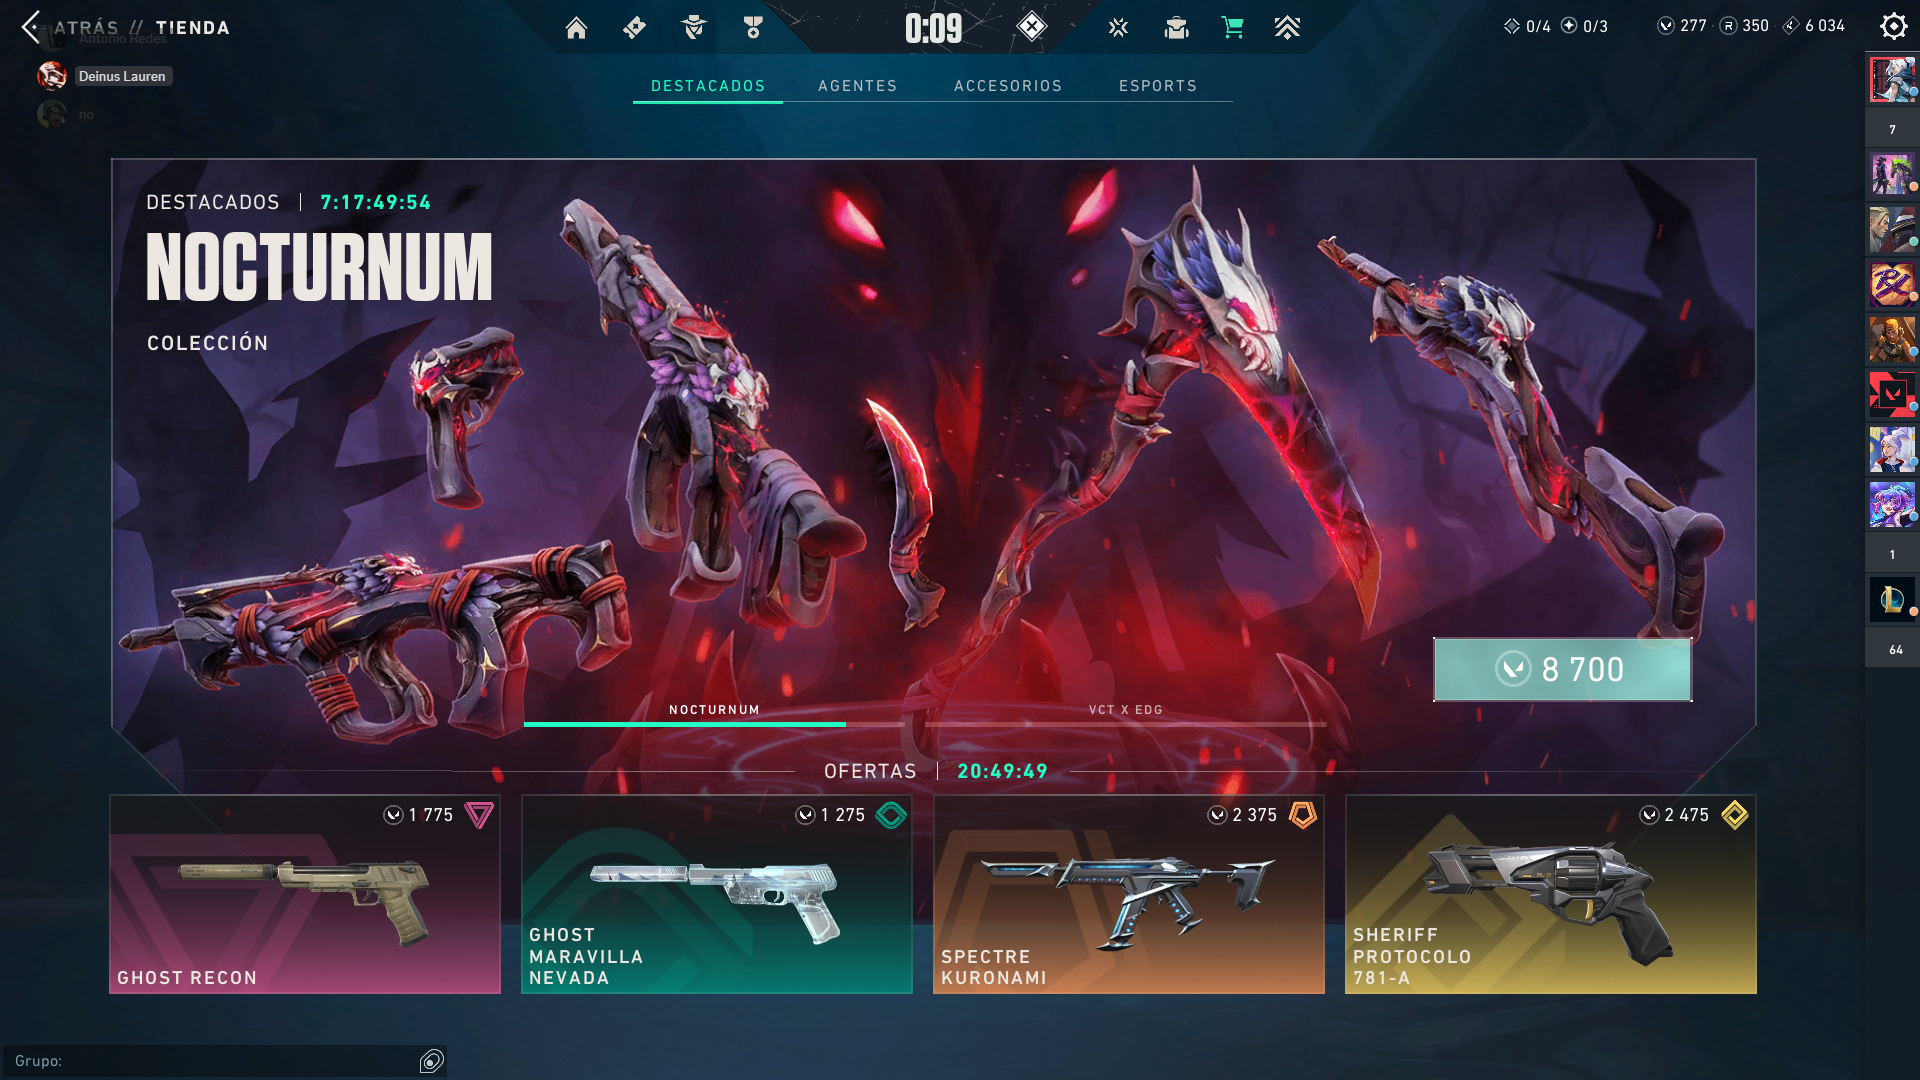 ATRÁS // TIENDA
0:09
0/4 0/3
277 350 6 034
Antonio Redes
Deinus Lauren
no
DESTACADOS AGENTES ACCESORIOS ESPORTS
7
DESTACADOS | 7:17:49:54
NOCTURNUM
COLECCIÓN
1
64
8 700
NOCTURNUM VCT X EDG
OFERTAS | 20:49:49
1 775
GHOST RECON
1 275
GHOST
MARAVILLA
NEVADA
2 375
SPECTRE
KURONAMI
2 475
SHERIFF
PROTOCOLO
781-A
Grupo: